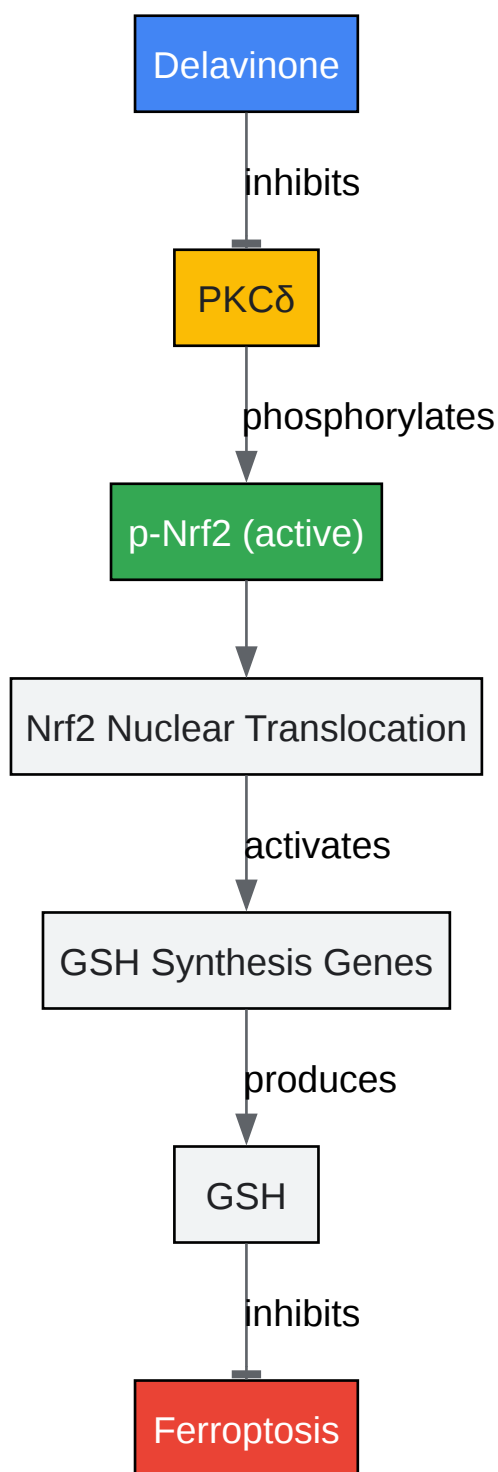 Delavinone
inhibits
PKCδ
phosphorylates
p-Nrf2 (active)
Nrf2 Nuclear Translocation
activates
GSH Synthesis Genes
produces
GSH
inhibits
Ferroptosis